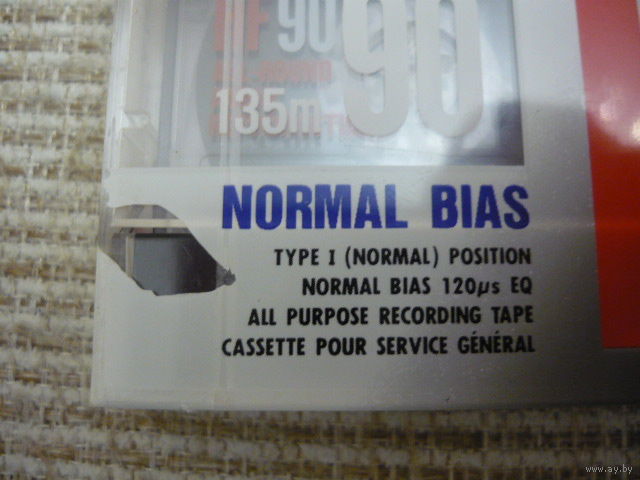 HF 90 90
135m
NORMAL BIAS
TYPE I (NORMAL) POSITION
NORMAL BIAS 120µs EQ
ALL PURPOSE RECORDING TAPE
CASSETTE POUR SERVICE GÉNÉRAL
www.ay.by